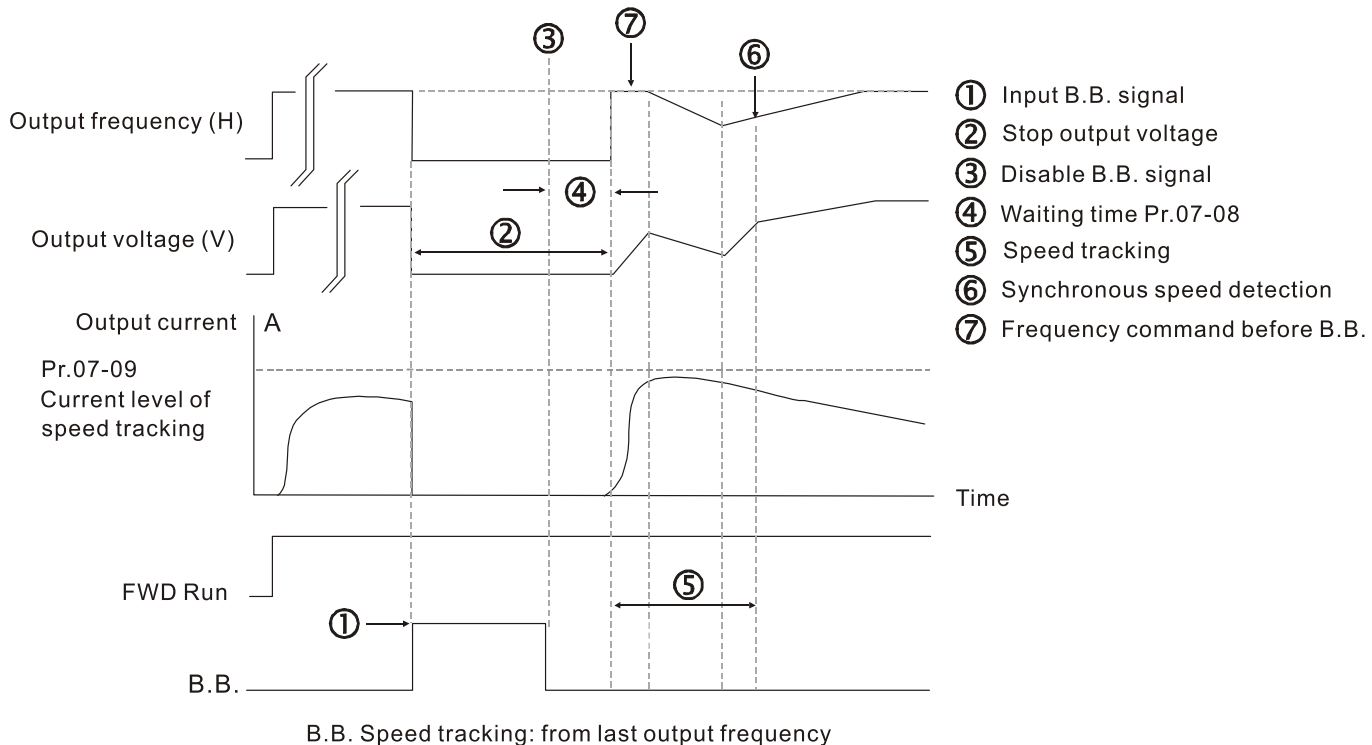 ③
⑦
⑥
Output frequency (H)
④
Output voltage (V)
②
Output current
A
Pr.07-09
Current level of
speed tracking
Time
FWD Run
⑤
①
B.B.
① Input B.B. signal
② Stop output voltage
③ Disable B.B. signal
④ Waiting time Pr.07-08
⑤ Speed tracking
⑥ Synchronous speed detection
⑦ Frequency command before B.B.
B.B. Speed tracking: from last output frequency